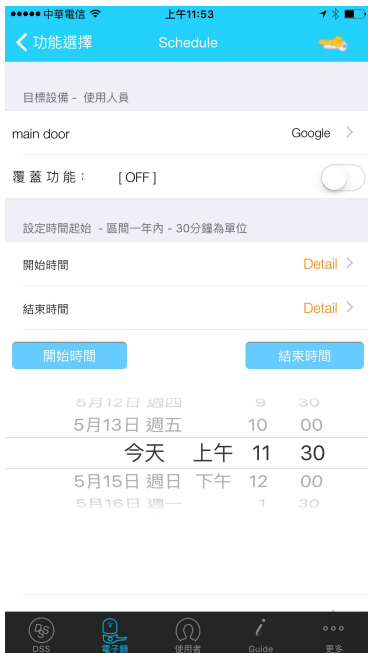 中華電信 上午11:53
功能選擇 Schedule
目標設備 - 使用人員
main door Google
覆蓋功能: [ OFF ]
設定時間起始 - 區間一年內 - 30分鐘為單位
開始時間 Detail
結束時間 Detail
開始時間 結束時間
5月12日 週四 9 30
5月13日 週五 10 00
今天 上午 11 30
5月15日 週日 下午 12 00
5月16日 週一 1 30
DSS
DSS 電子鎖 使用者 Guide 更多